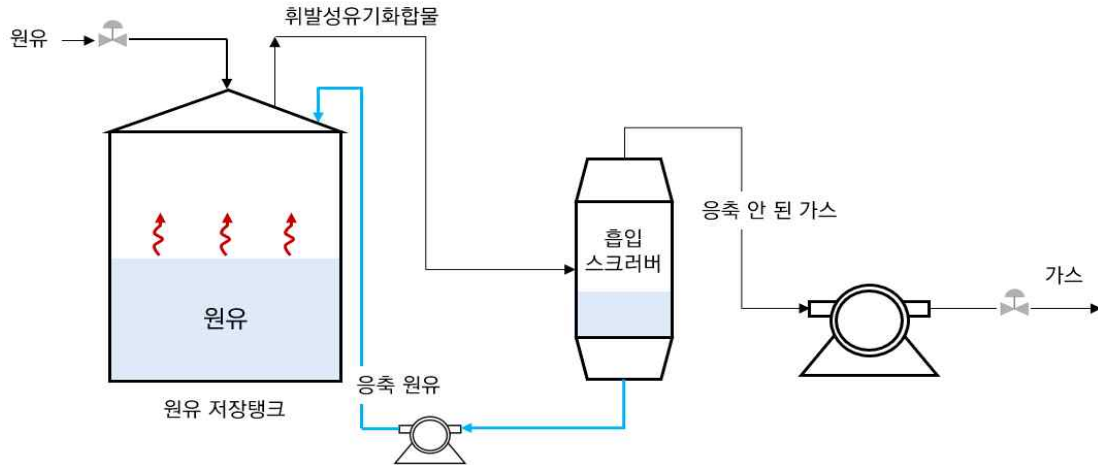 휘발성유기화합물
원유
응축 안 된 가스
흡입
스크러버
가스
원유
응축 원유
원유 저장탱크